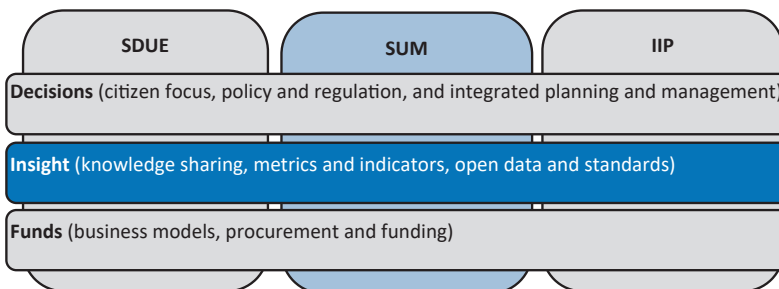 SDUE
SUM
IIP
Decisions (citizen focus, policy and regulation, and integrated planning and management)
Insight (knowledge sharing, metrics and indicators, open data and standards)
Funds (business models, procurement and funding)